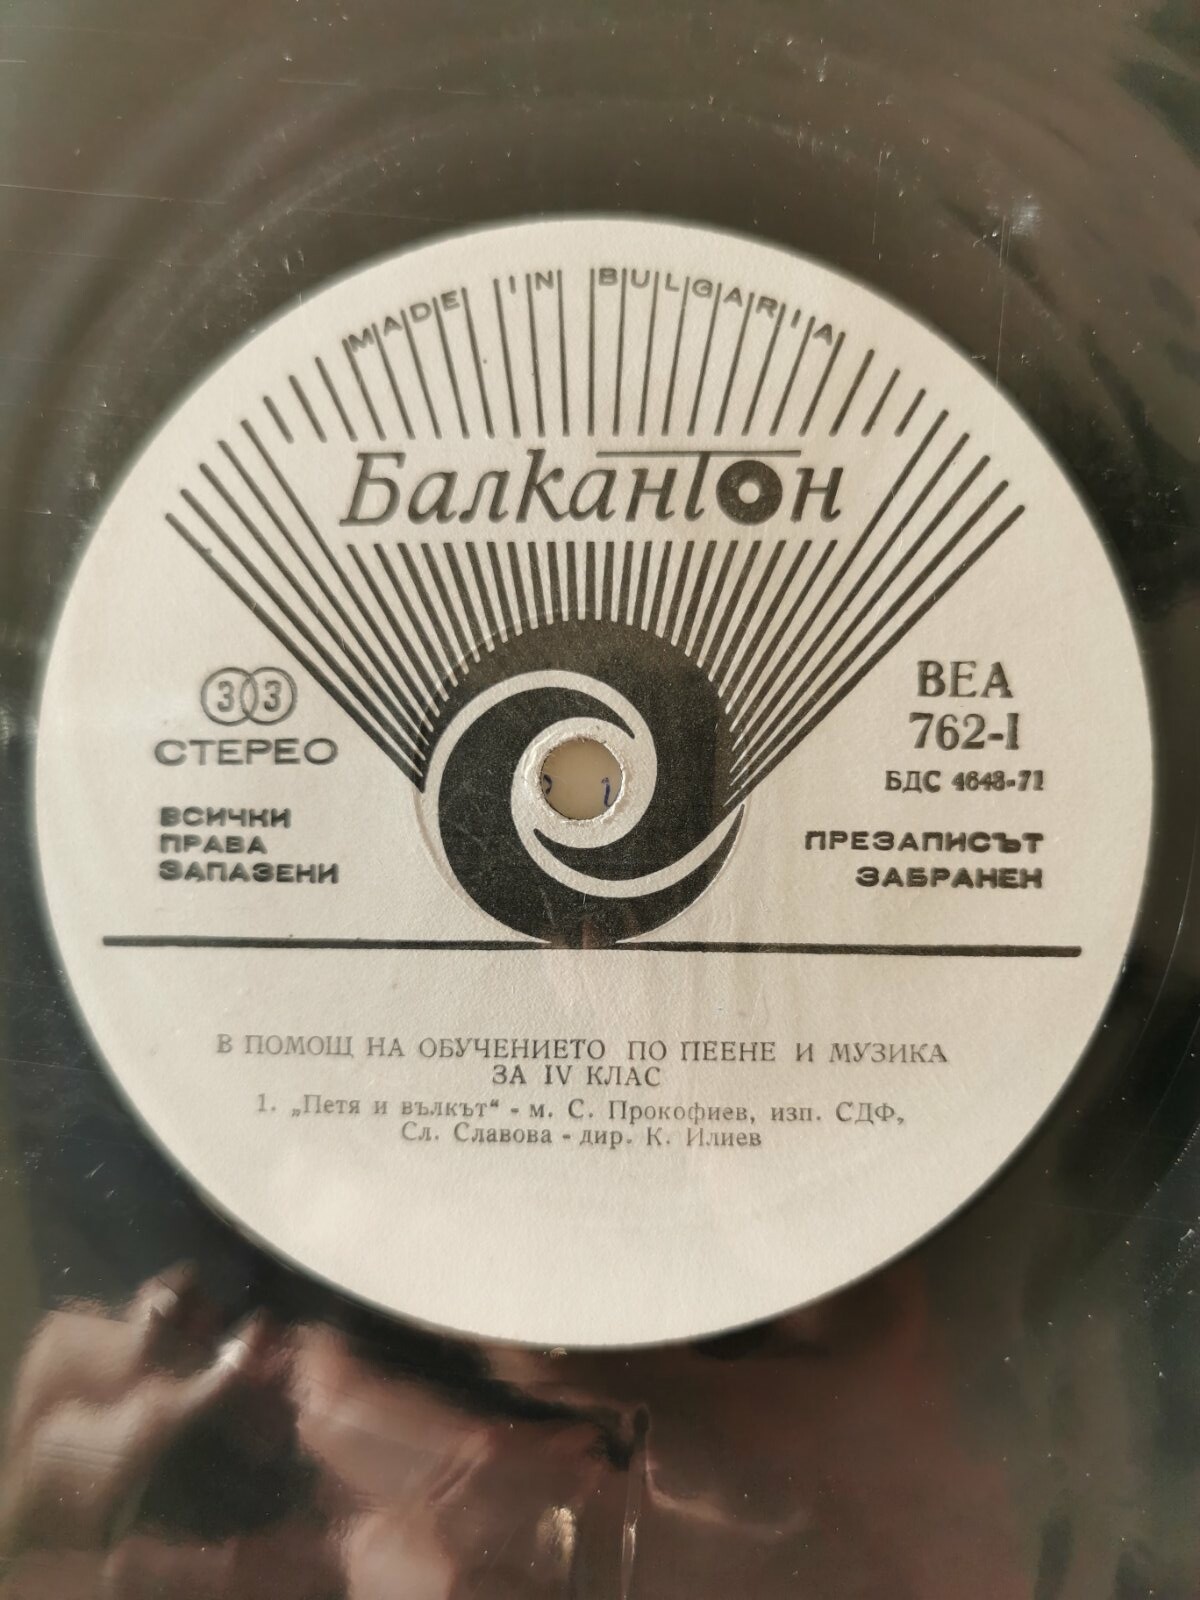 MADE IN BULGARIA
Балкантон
33
СТЕРЕО
ВСИЧКИ
ПРАВА
ЗАПАЗЕНИ
ВЕА
762-I
БДС 4648-71
ПРЕЗАПИСЪТ
ЗАБРАНЕН
В ПОМОЩ НА ОБУЧЕНИЕТО ПО ПЕЕНЕ И МУЗИКА
ЗА IV КЛАС
1. „Петя и вълкът“ - м. С. Прокофиев, изп. СДФ,
Сл. Славова - дир. К. Илиев